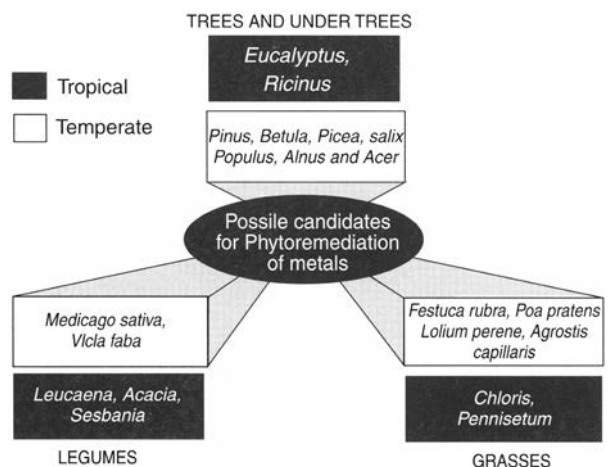 TREES AND UNDER TREES
Eucalyptus,
Ricinus
Tropical
Temperate
Pinus, Betula, Picea, salix
Populus, Alnus and Acer
Possile candidates
for Phytoremediation
of metals
Medicago sativa,
VIcIa faba
Festuca rubra, Poa pratens
Lolium perene, Agrostis
capillaris
Leucaena, Acacia,
Sesbania
Chloris,
Pennisetum
LEGUMES
GRASSES